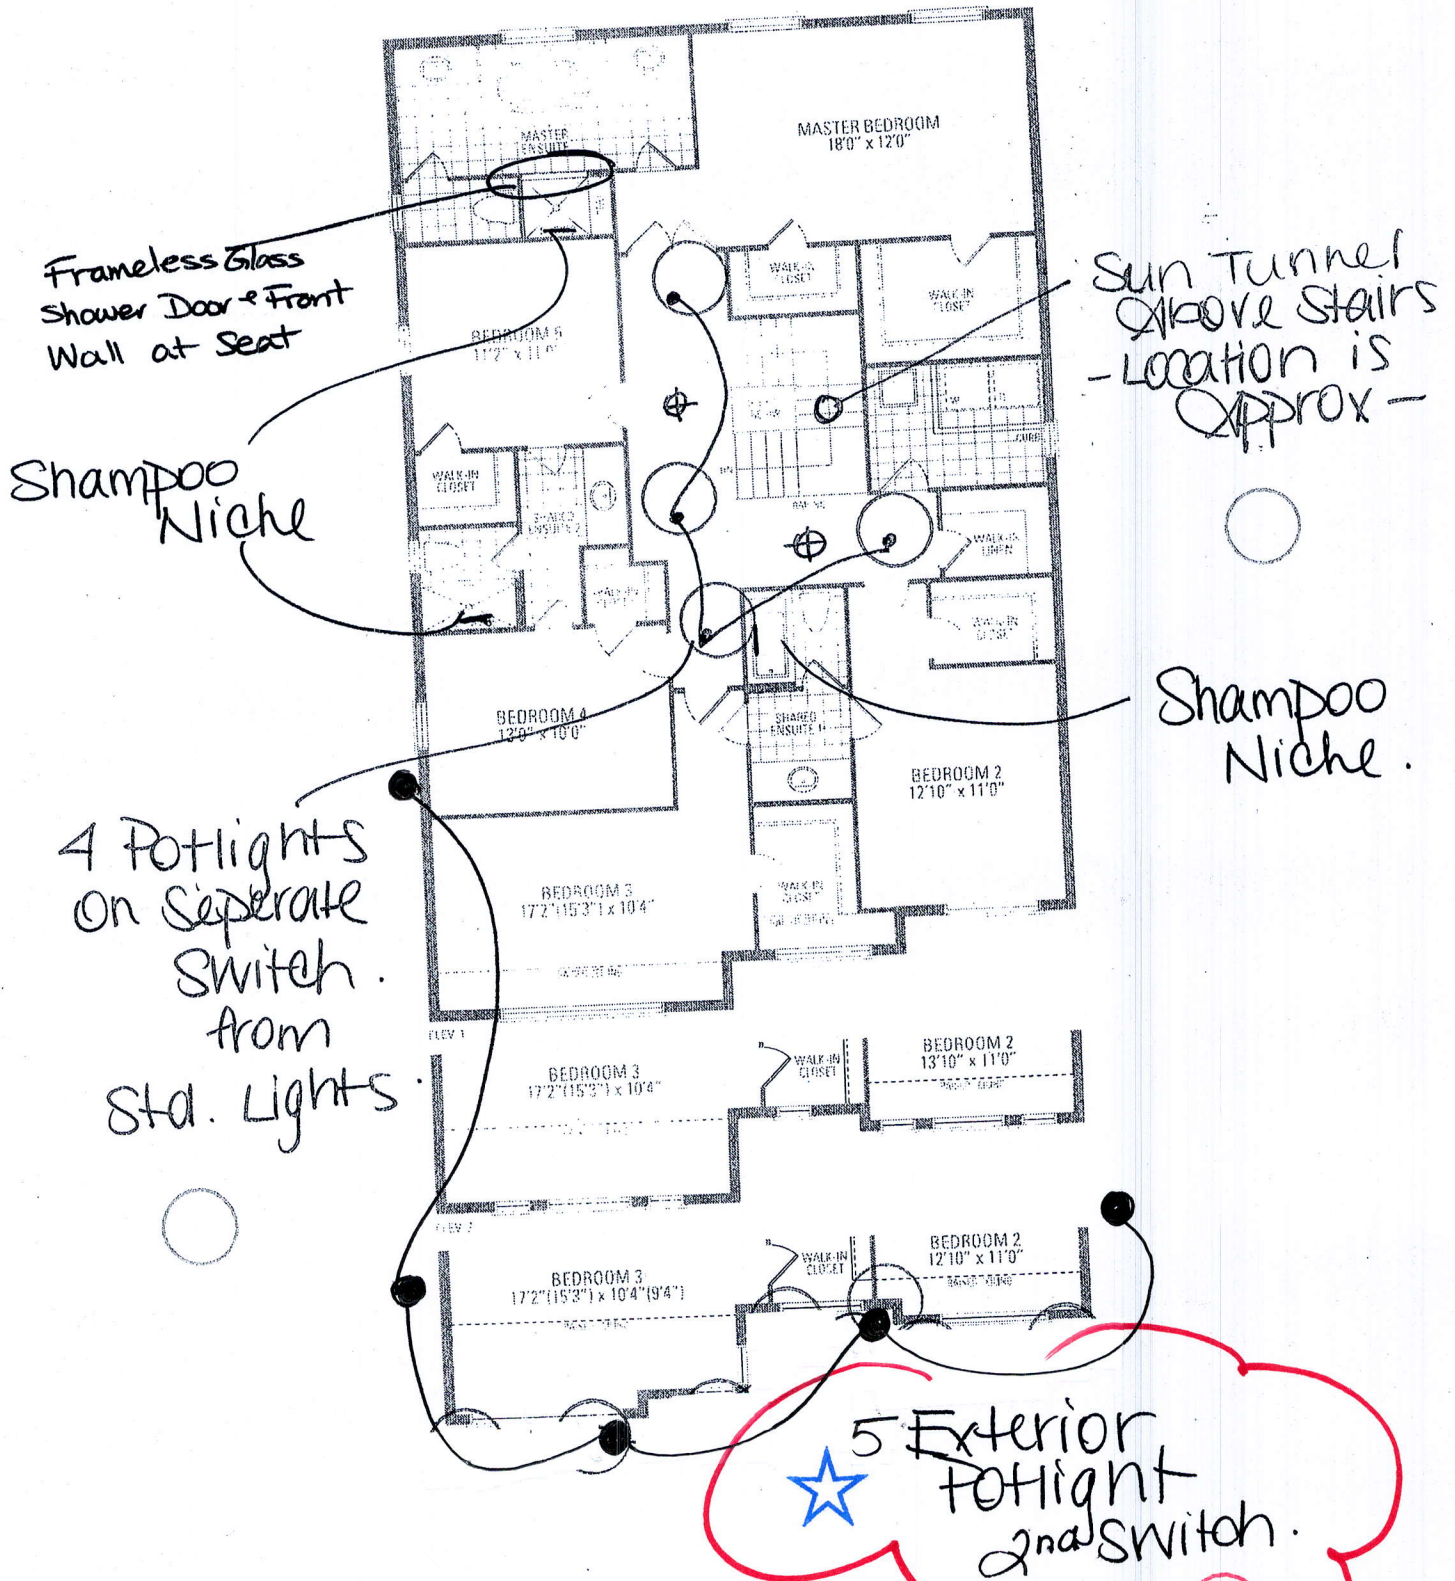 MASTER
ENSUITE
MASTER BEDROOM
18'0" x 12'0"
Frameless Glass
Shower Door & Front
Wall at Seat
BEDROOM 5
11'2" x 11'0"
WALK-IN
CLOSET
WALK-IN
CLOSET
Sun Tunnel
Above Stairs
- Location is
Approx -
Shampoo
Niche
WALK-IN
CLOSET
SHARED
ENSUITE 2
WALK-IN
LINEN
WALK-IN
CLOSET
Shampoo
Niche.
BEDROOM 4
13'0" x 10'0"
SHARED
ENSUITE 1
BEDROOM 2
12'10" x 11'0"
4 Potlights
on Seperate
Switch.
from
Std. Lights.
BEDROOM 3
17'2"(15'3") x 10'4"
WALK-IN
CLOSET
ELEV 1
BEDROOM 3
17'2"(15'3") x 10'4"
WALK-IN
CLOSET
BEDROOM 2
13'10" x 11'0"
ELEV 2
BEDROOM 3
17'2"(15'3") x 10'4"(9'4")
WALK-IN
CLOSET
BEDROOM 2
12'10" x 11'0"
5 Exterior
Potlight
2nd Switch.